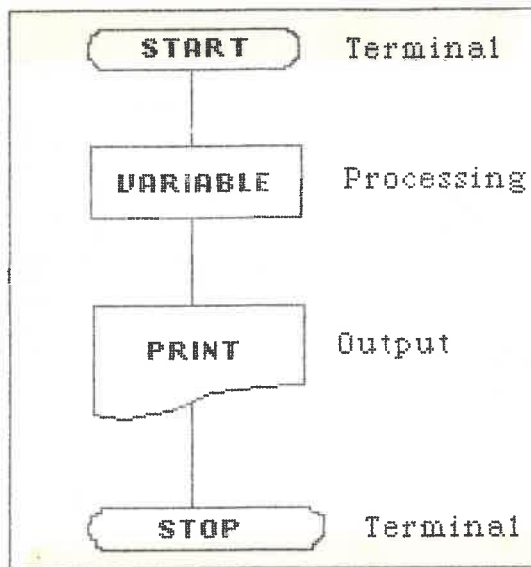 START Terminal
VARIABLE Processing
PRINT Output
STOP Terminal